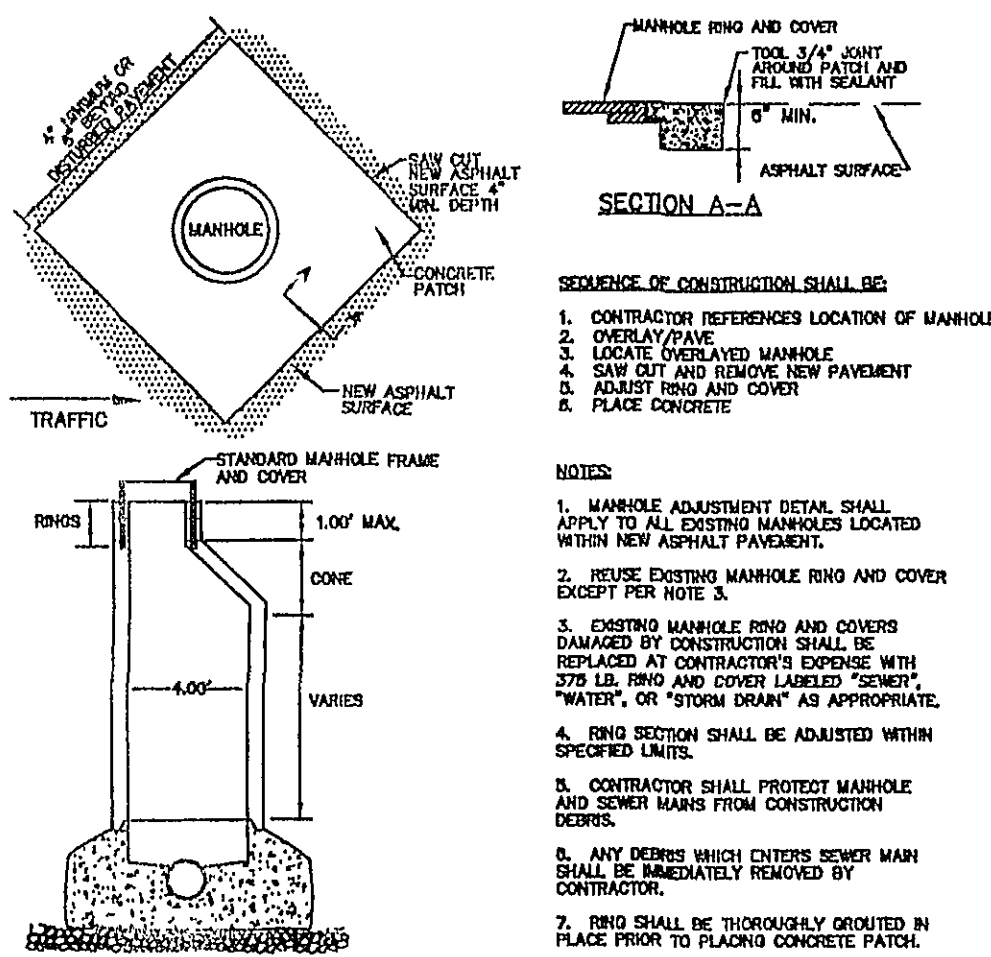 MINIMUM OR
BEYOND
DISTURBED PAVEMENT
MANHOLE
SAW CUT
NEW ASPHALT
SURFACE 4"
MIN. DEPTH
CONCRETE
PATCH
A
NEW ASPHALT
SURFACE
TRAFFIC
MANHOLE RING AND COVER
TOOL 3/4" JOINT
AROUND PATCH AND
FILL WITH SEALANT
6" MIN.
ASPHALT SURFACE
SECTION A-A
SEQUENCE OF CONSTRUCTION SHALL BE:
1. CONTRACTOR REFERENCES LOCATION OF MANHOL
2. OVERLAY/PAVE
3. LOCATE OVERLAYED MANHOLE
4. SAW CUT AND REMOVE NEW PAVEMENT
5. ADJUST RING AND COVER
6. PLACE CONCRETE
STANDARD MANHOLE FRAME
AND COVER
RINGS
1.00' MAX.
CONE
4.00'
VARIES
NOTES:
1. MANHOLE ADJUSTMENT DETAIL SHALL
APPLY TO ALL EXISTING MANHOLES LOCATED
WITHIN NEW ASPHALT PAVEMENT.
2. REUSE EXISTING MANHOLE RING AND COVER
EXCEPT PER NOTE 3.
3. EXISTING MANHOLE RING AND COVERS
DAMAGED BY CONSTRUCTION SHALL BE
REPLACED AT CONTRACTOR'S EXPENSE WITH
375 LB. RING AND COVER LABELED "SEWER",
"WATER", OR "STORM DRAIN" AS APPROPRIATE.
4. RING SECTION SHALL BE ADJUSTED WITHIN
SPECIFIED LIMITS.
5. CONTRACTOR SHALL PROTECT MANHOLE
AND SEWER MAINS FROM CONSTRUCTION
DEBRIS.
6. ANY DEBRIS WHICH ENTERS SEWER MAIN
SHALL BE IMMEDIATELY REMOVED BY
CONTRACTOR.
7. RING SHALL BE THOROUGHLY GROUTED IN
PLACE PRIOR TO PLACING CONCRETE PATCH.